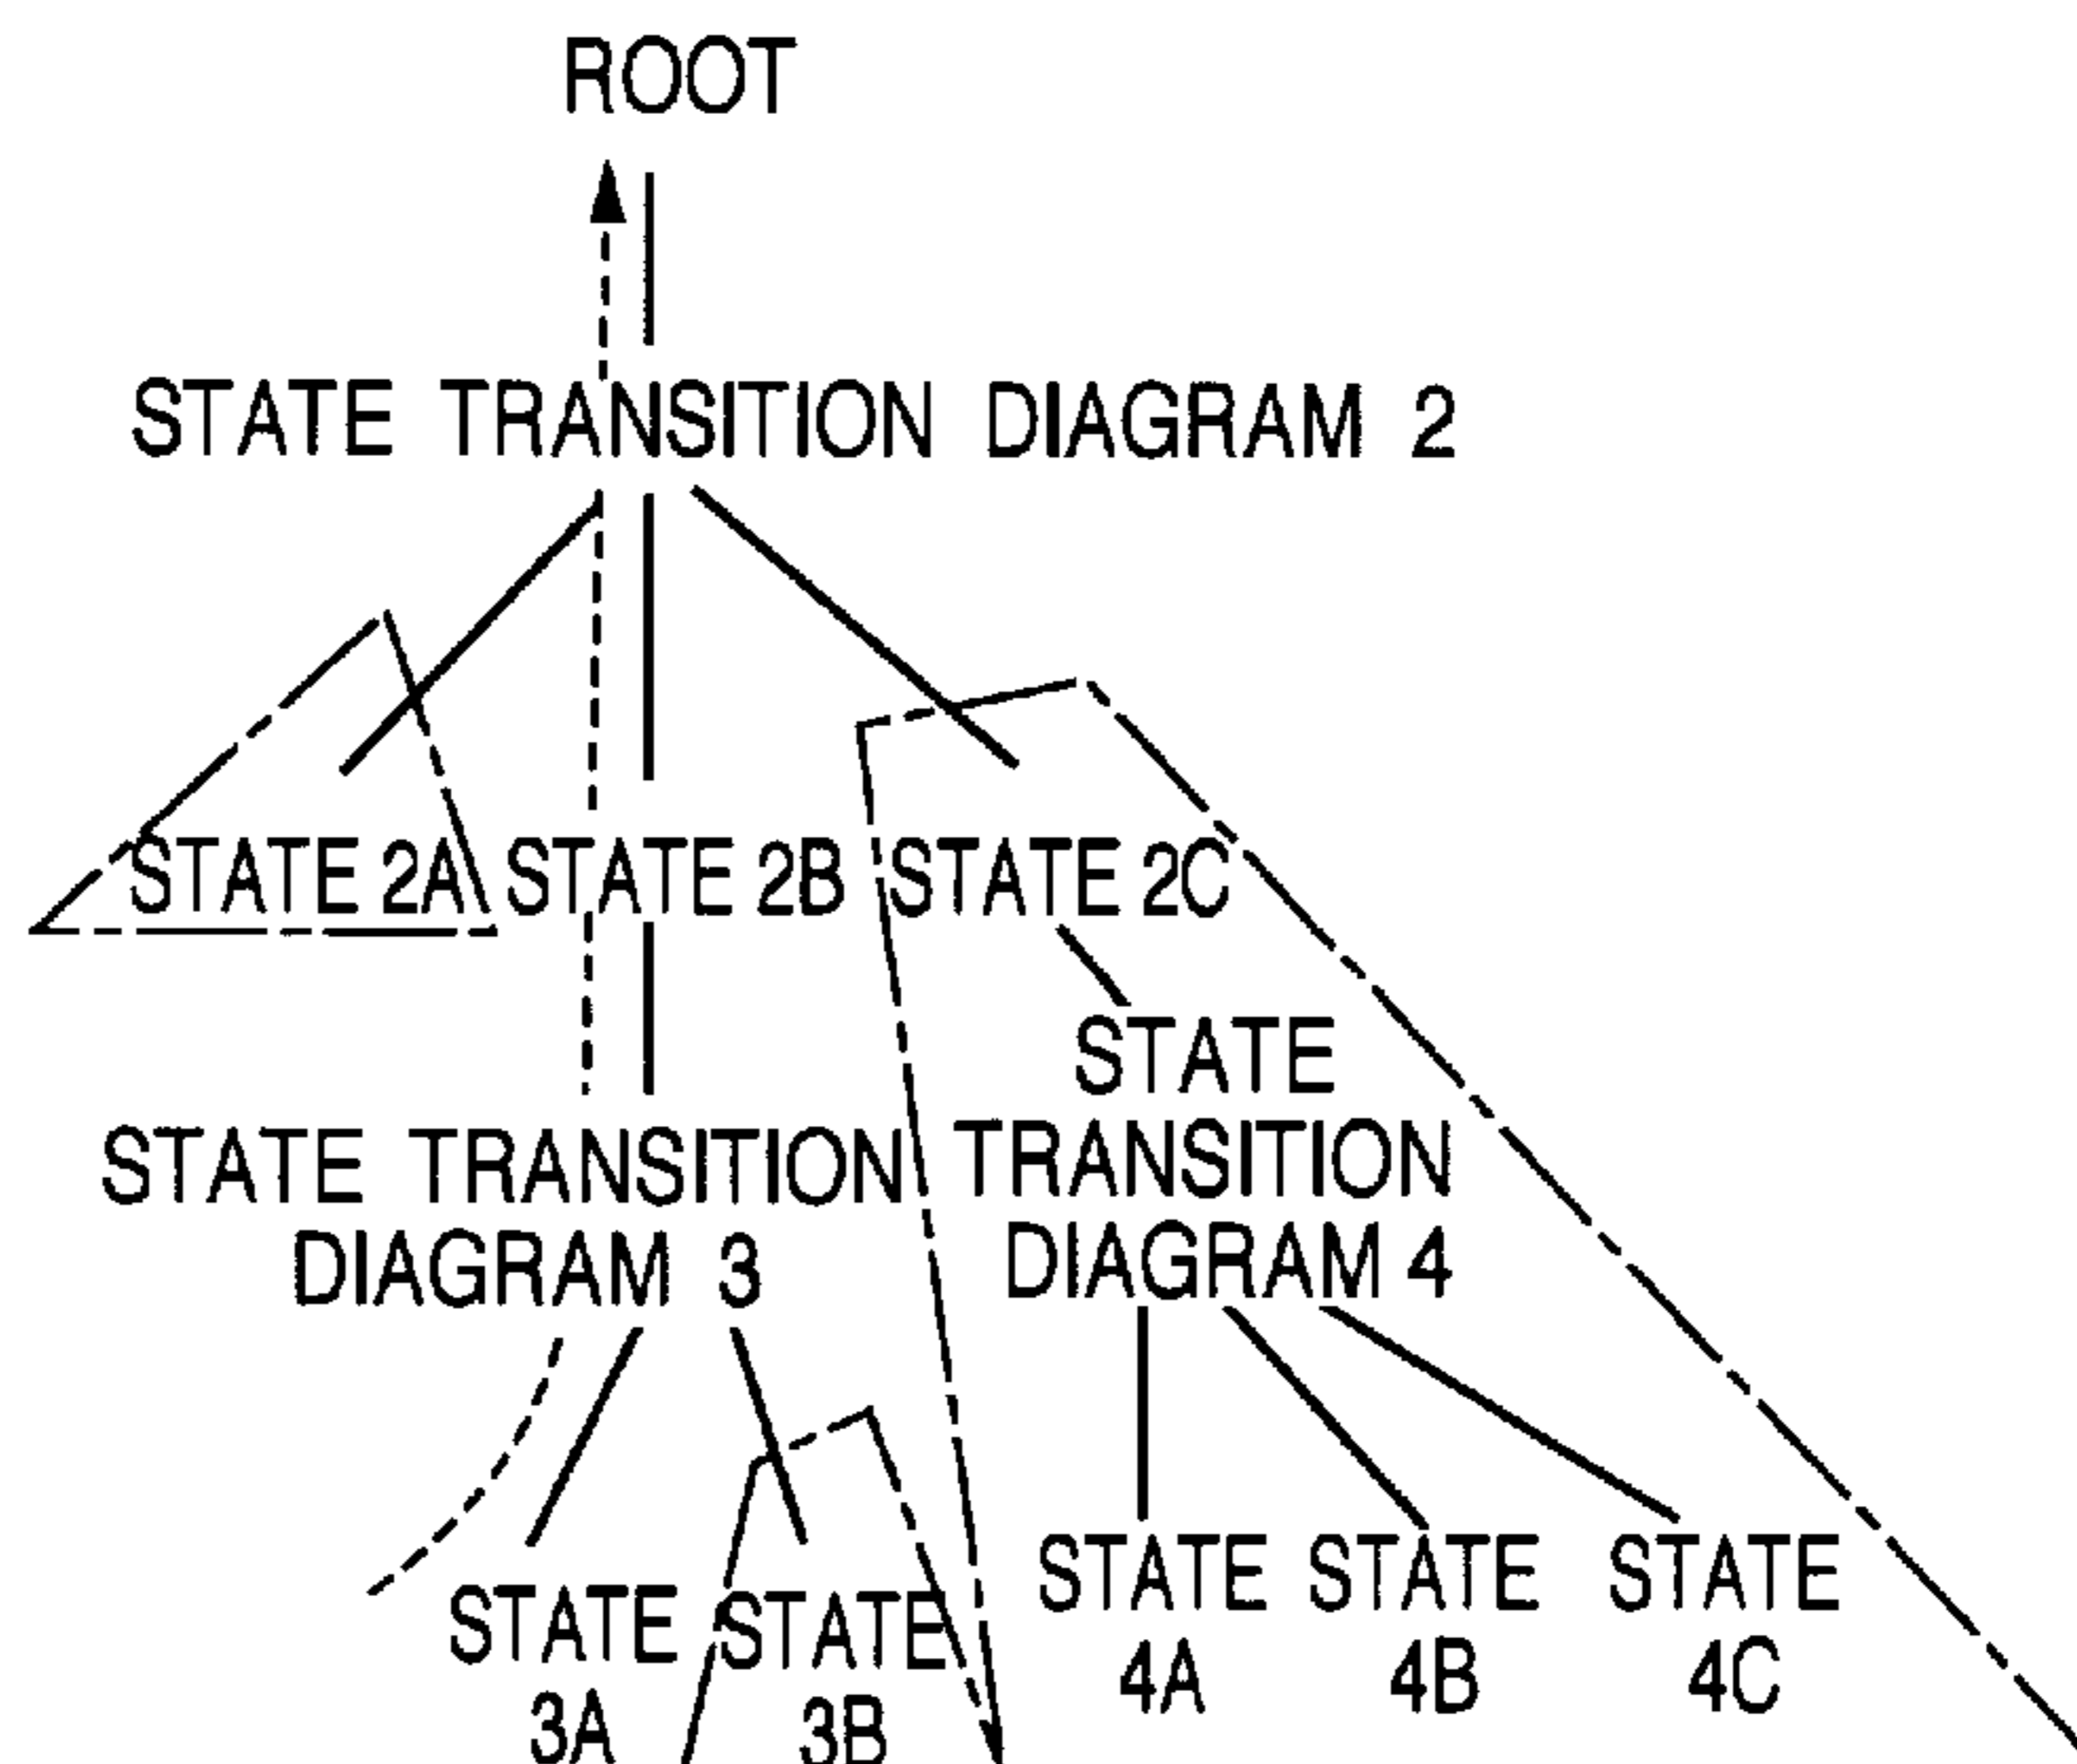 ROOT
STATE TRANSITION DIAGRAM 2
STATE 2A STATE 2B STATE 2C
STATE TRANSITION
DIAGRAM 3
STATE
TRANSITION
DIAGRAM 4
STATE
3A
STATE
3B
STATE
4A
STATE
4B
STATE
4C